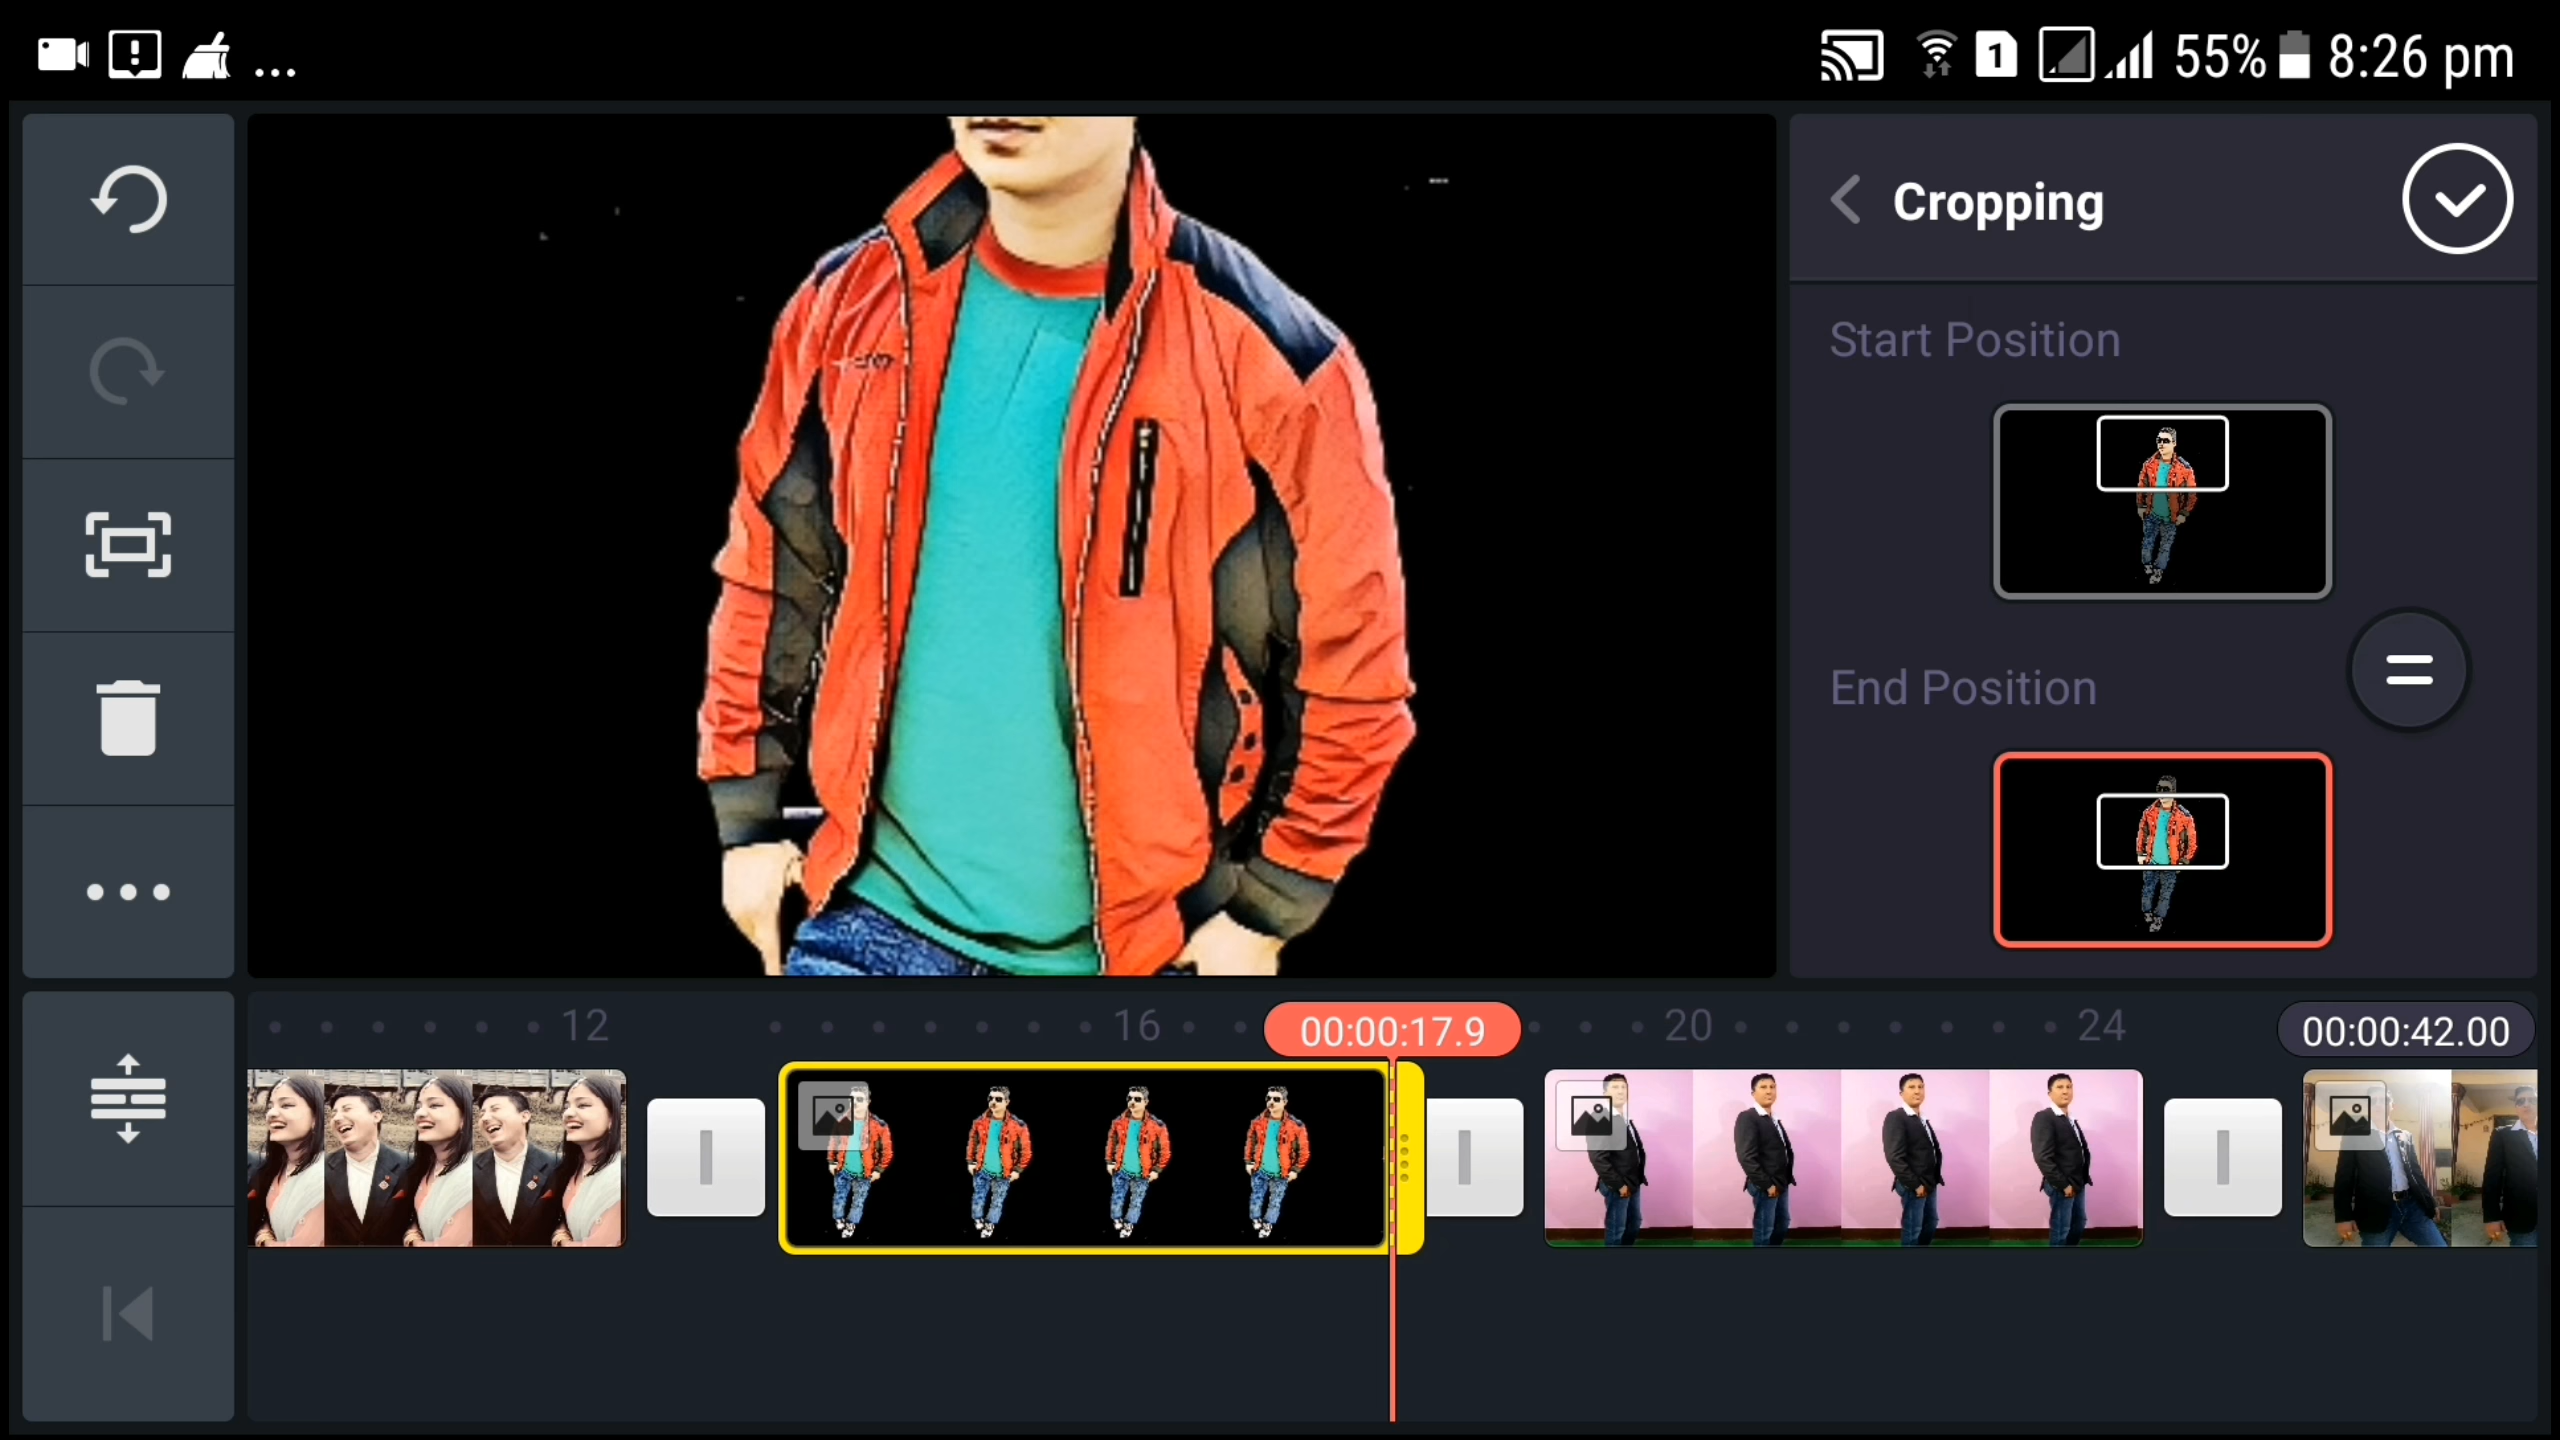 ... 1 55% 8:26 pm
Cropping
Start Position
End Position
12 16 00:00:17.9 20 24 00:00:42.00